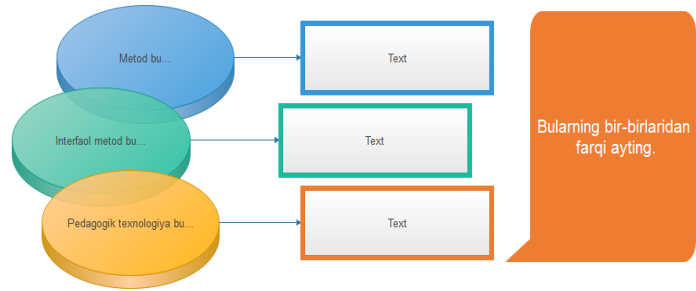 Metod bu...
Text
Interfaol metod bu...
Text
Pedagogik texnologiya bu...
Text
Bularning bir-birlaridan
farqi ayting.